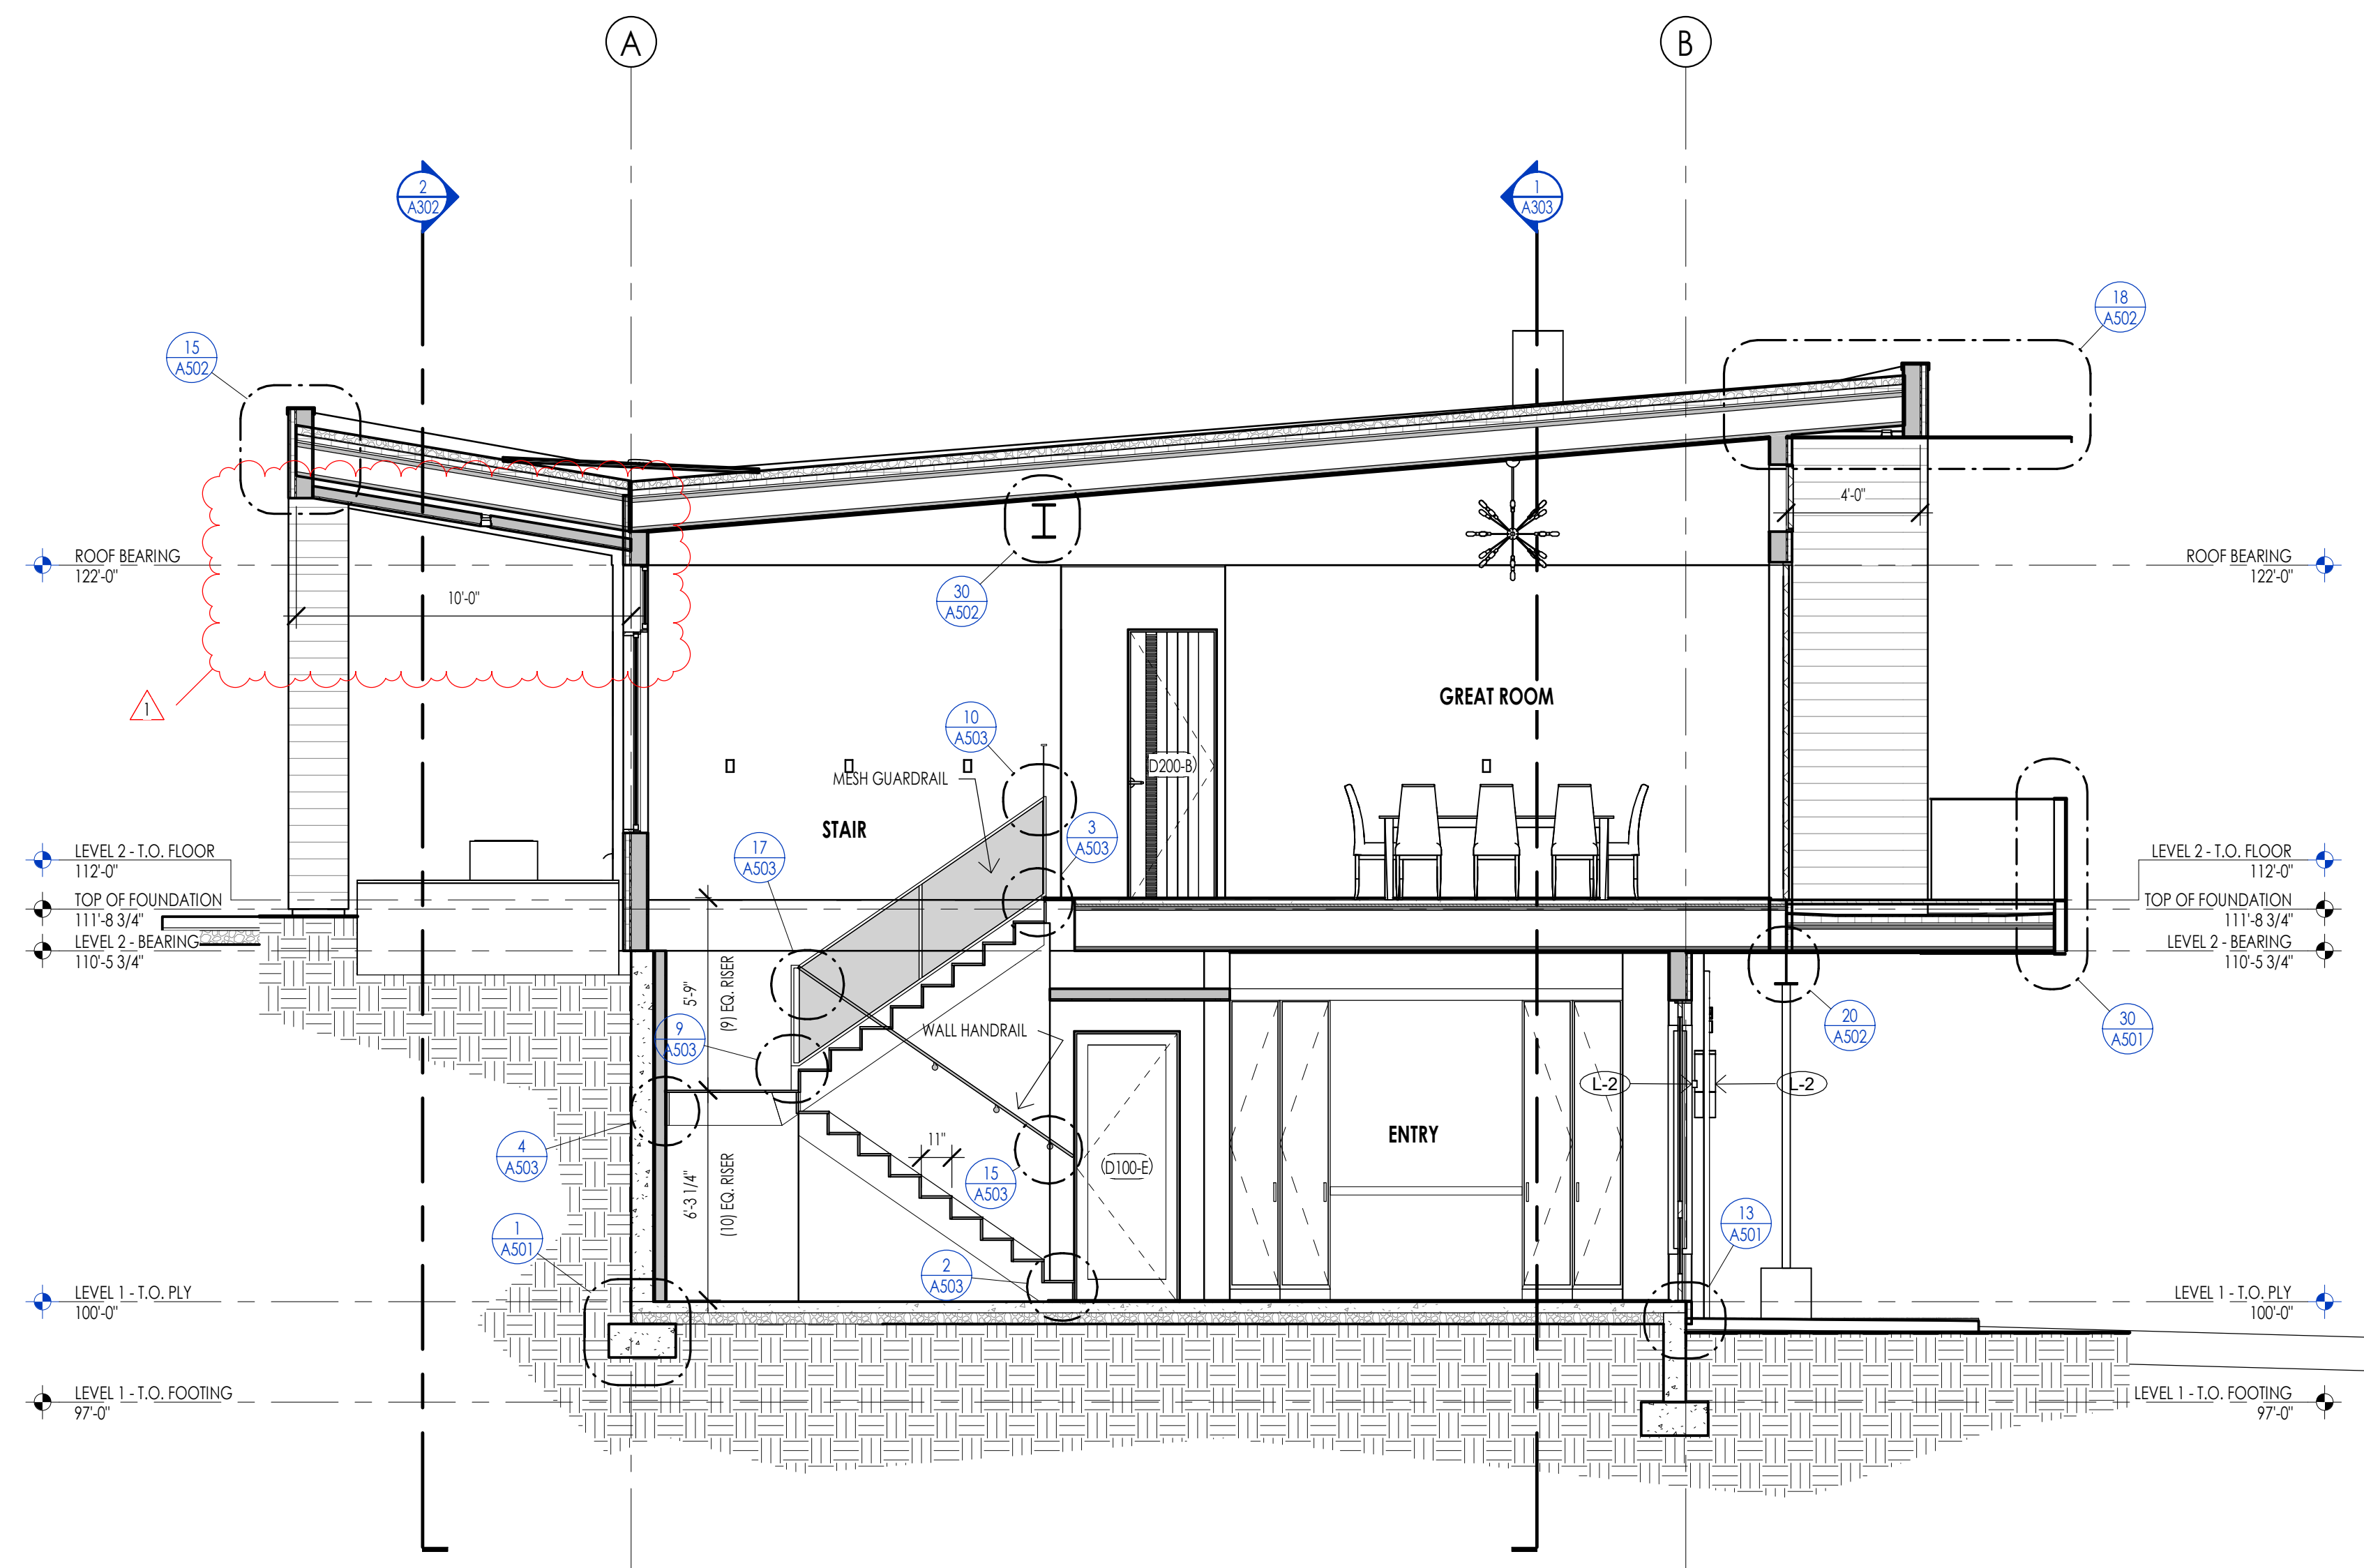 A
B
2
A302
1
A303
18
A502
15
A502
4'-0"
ROOF BEARING
122'-0"
ROOF BEARING
122'-0"
10'-0"
30
A502
1
GREAT ROOM
10
A503
D200-B
MESH GUARDRAIL
STAIR
3
A503
17
A503
LEVEL 2 - T.O. FLOOR
112'-0"
LEVEL 2 - T.O. FLOOR
112'-0"
TOP OF FOUNDATION
111'-8 3/4"
TOP OF FOUNDATION
111'-8 3/4"
LEVEL 2 - BEARING
110'-5 3/4"
LEVEL 2 - BEARING
110'-5 3/4"
5'-9"
(9) EQ. RISER
9
A503
WALL HANDRAIL
20
A502
30
A501
L-2
L-2
4
A503
11"
ENTRY
D100-E
15
A503
6'-3 1/4"
(10) EQ. RISER
1
A501
13
A501
2
A503
LEVEL 1 - T.O. PLY
100'-0"
LEVEL 1 - T.O. PLY
100'-0"
LEVEL 1 - T.O. FOOTING
97'-0"
LEVEL 1 - T.O. FOOTING
97'-0"